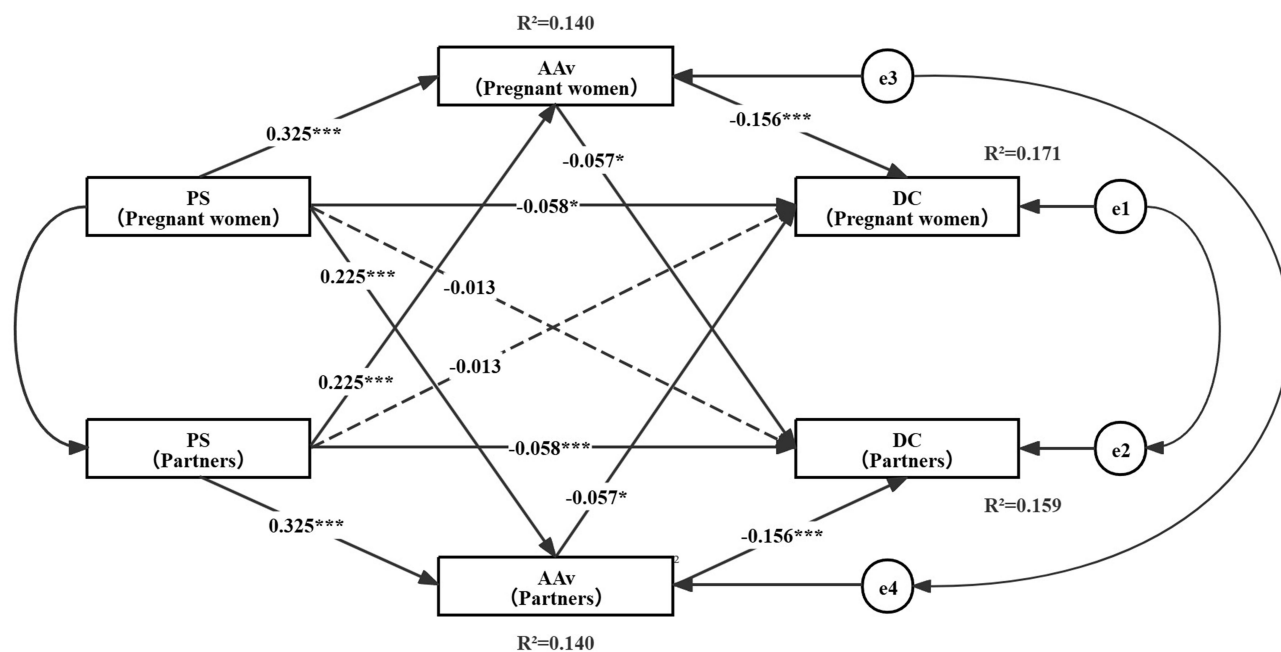 R²=0.140
AAv
（Pregnant women）
e3
0.325***
-0.156***
-0.057*
R²=0.171
PS
（Pregnant women）
-0.058*
DC
（Pregnant women）
e1
0.225***
-0.013
-0.013
0.225***
PS
（Partners）
-0.058***
DC
（Partners）
e2
-0.057*
R²=0.159
0.325***
-0.156***
2
AAv
（Partners）
e4
R²=0.140